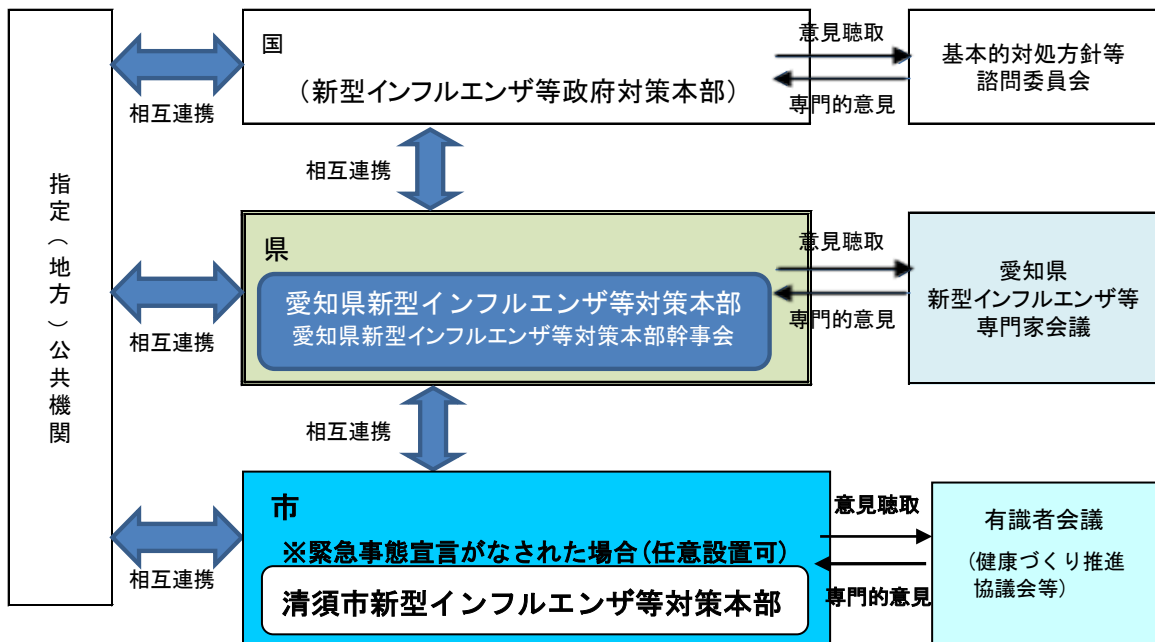 指定（地方）公共機関
相互連携
国
（新型インフルエンザ等政府対策本部）
意見聴取
専門的意見
基本的対処方針等
諮問委員会
相互連携
相互連携
県
愛知県新型インフルエンザ等対策本部
愛知県新型インフルエンザ等対策本部幹事会
意見聴取
専門的意見
愛知県
新型インフルエンザ等
専門家会議
相互連携
相互連携
市
※緊急事態宣言がなされた場合(任意設置可)
清須市新型インフルエンザ等対策本部
意見聴取
専門的意見
有識者会議
(健康づくり推進
協議会等)